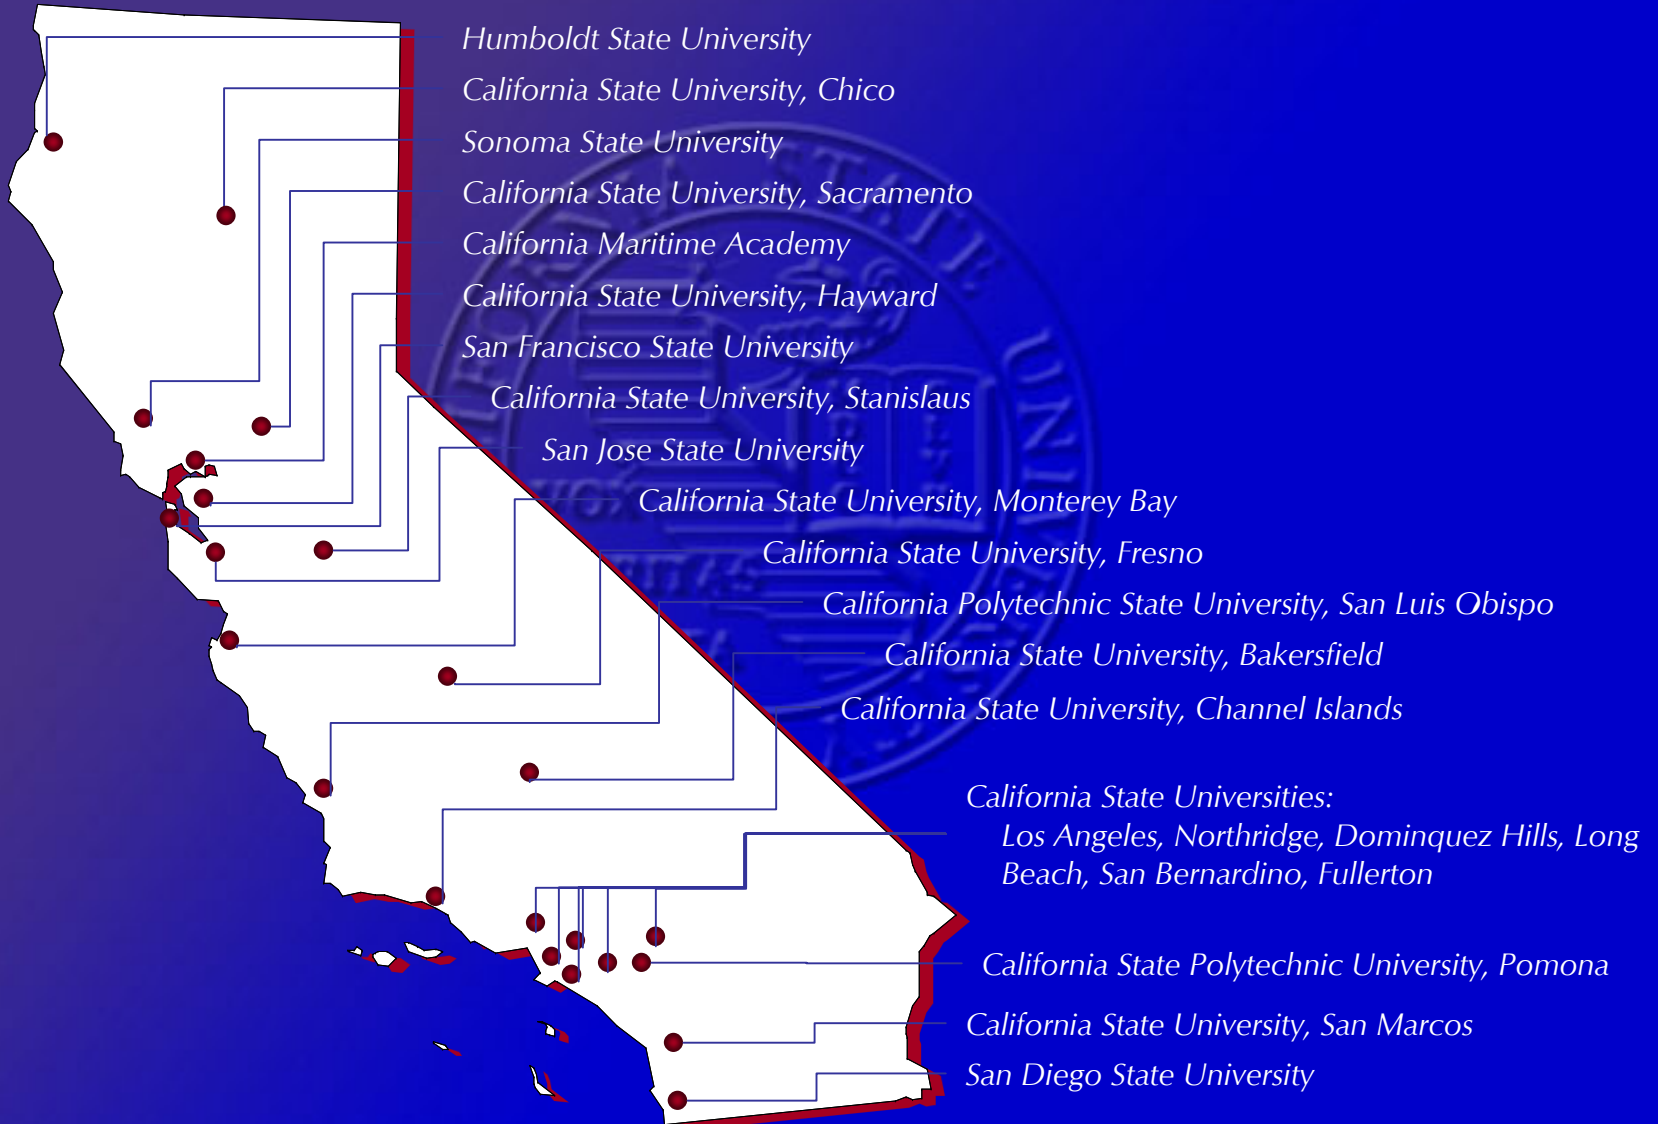 Humboldt State University
California State University, Chico
Sonoma State University
California State University, Sacramento
California Maritime Academy
California State University, Hayward
San Francisco State University
California State University, Stanislaus
San Jose State University
California State University, Monterey Bay
California State University, Fresno
California Polytechnic State University, San Luis Obispo
California State University, Bakersfield
California State University, Channel Islands
California State Universities:
Los Angeles, Northridge, Dominquez Hills, Long
Beach, San Bernardino, Fullerton
California State Polytechnic University, Pomona
California State University, San Marcos
San Diego State University